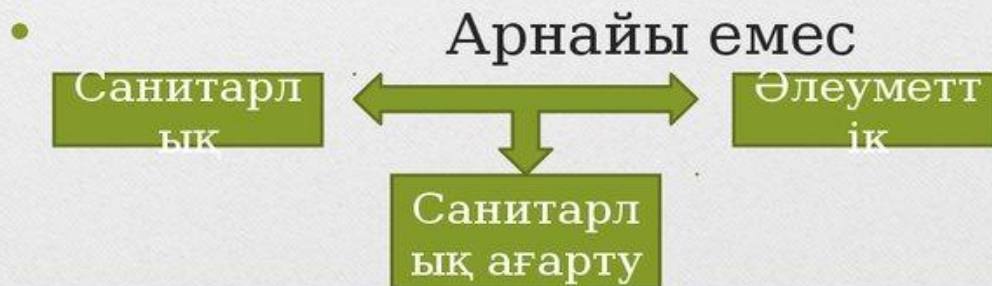 Арнайы емес
Санитарл
ық
Әлеуметт
ік
Санитарл
ық ағарту